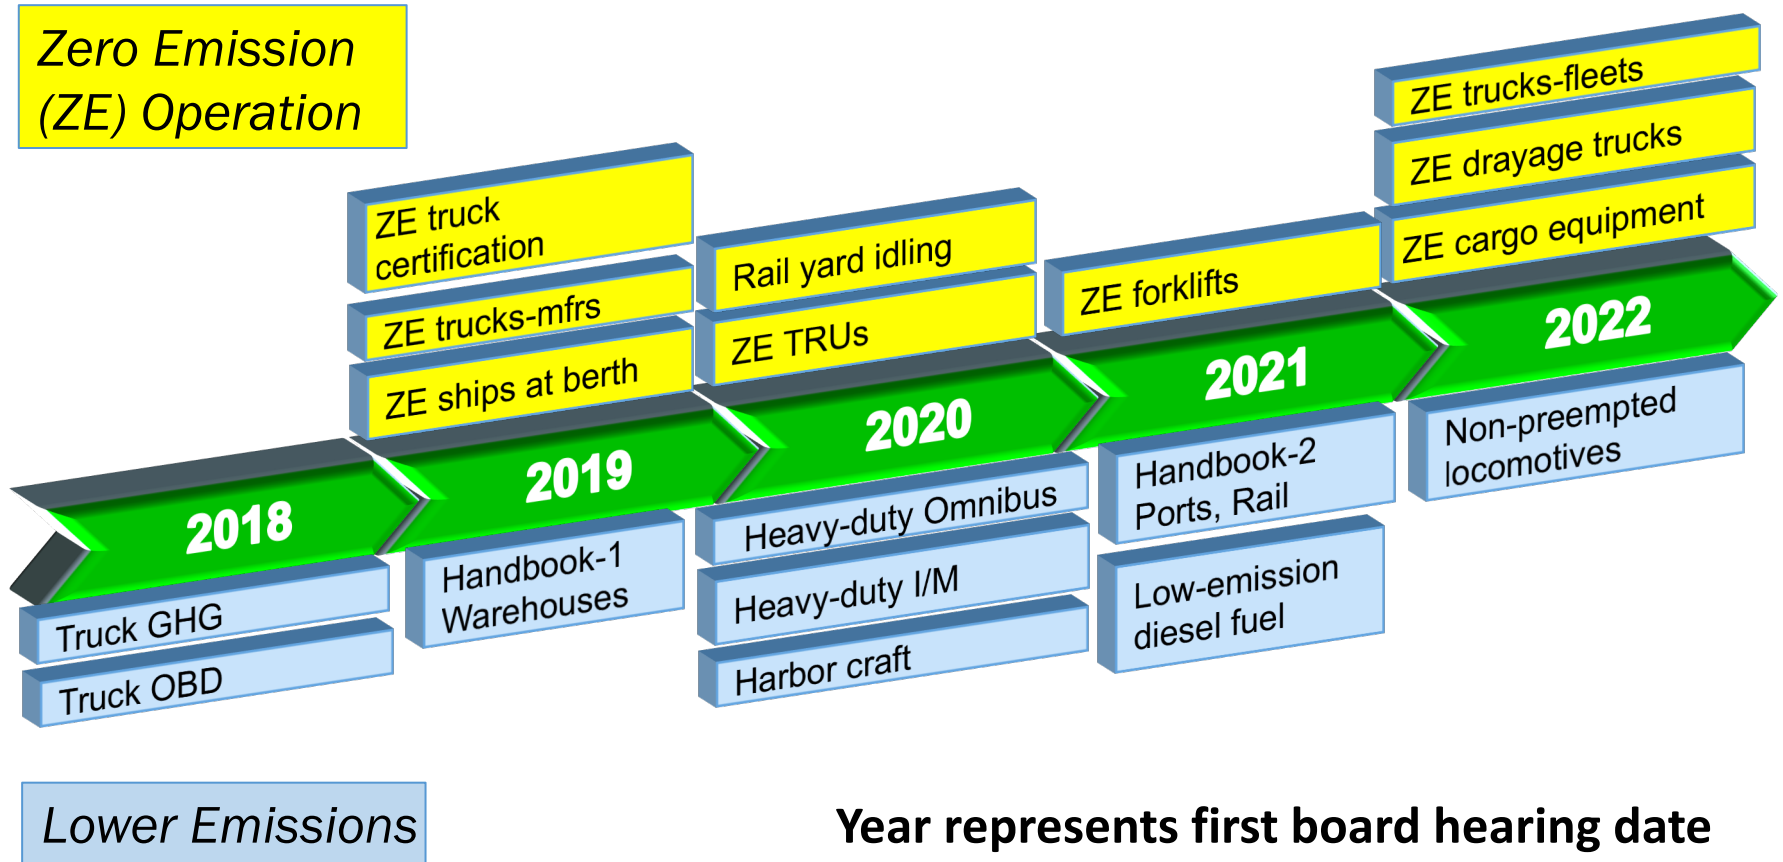 Zero Emission
(ZE) Operation
ZE truck
certification
ZE trucks-mfrs
ZE ships at berth
Rail yard idling
ZE TRUs
ZE forklifts
ZE trucks-fleets
ZE drayage trucks
ZE cargo equipment
2018
2019
2020
2021
2022
Truck GHG
Truck OBD
Handbook-1
Warehouses
Heavy-duty Omnibus
Heavy-duty I/M
Harbor craft
Handbook-2
Ports, Rail
Low-emission
diesel fuel
Non-preempted
locomotives
Lower Emissions
Year represents first board hearing date